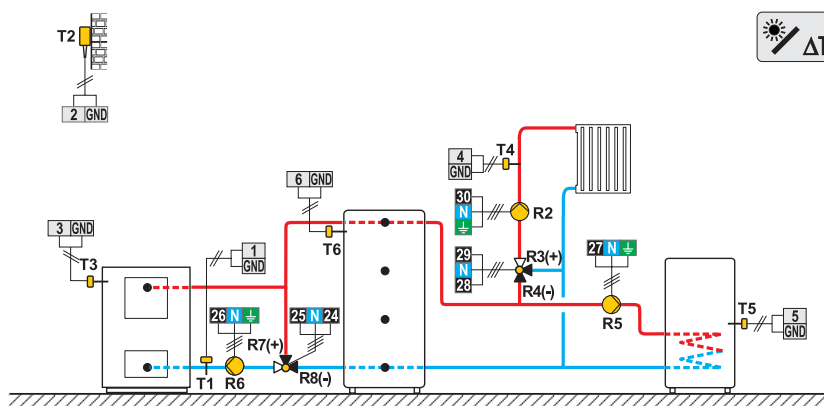 T2
ΔT
2 GND
4
GND
T4
6 GND
30
N
R2
3 GND
1
GND
29
N
28
R3(+)
R4(-)
27 N
T6
T3
26 N
25 N 24
R7(+)
R8(-)
R5
T5
5
GND
T1
R6